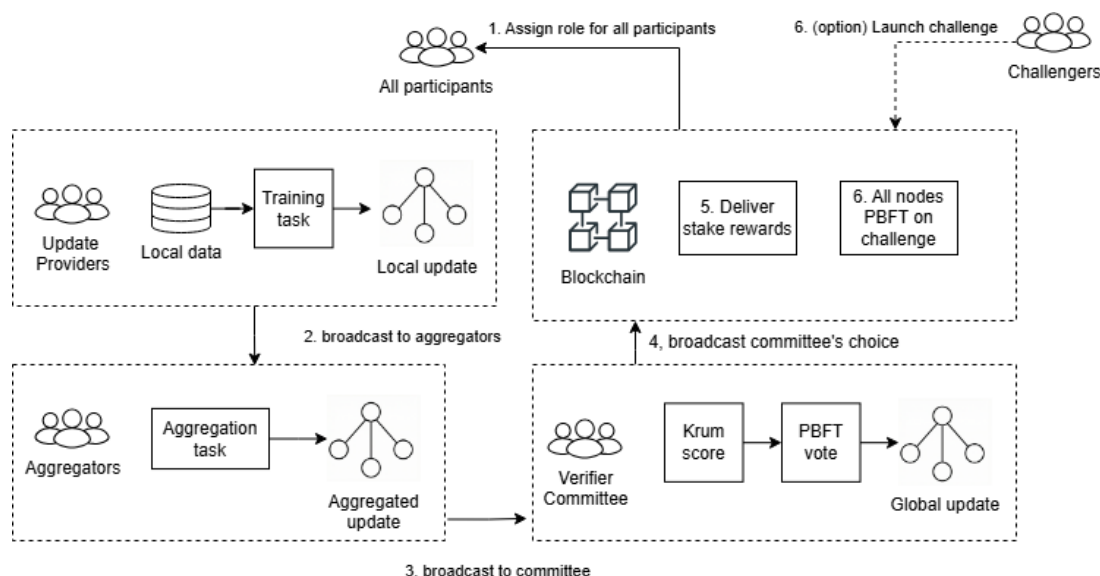 1. Assign role for all participants
6. (option) Launch challenge
All participants
Challengers
Update
Providers
Local data
Training
task
Local update
Blockchain
5. Deliver
stake rewards
6. All nodes
PBFT on
challenge
2. broadcast to aggregators
4, broadcast committee's choice
Aggregators
Aggregation
task
Aggregated
update
Verifier
Committee
Krum
score
PBFT
vote
Global update
3. broadcast to committee